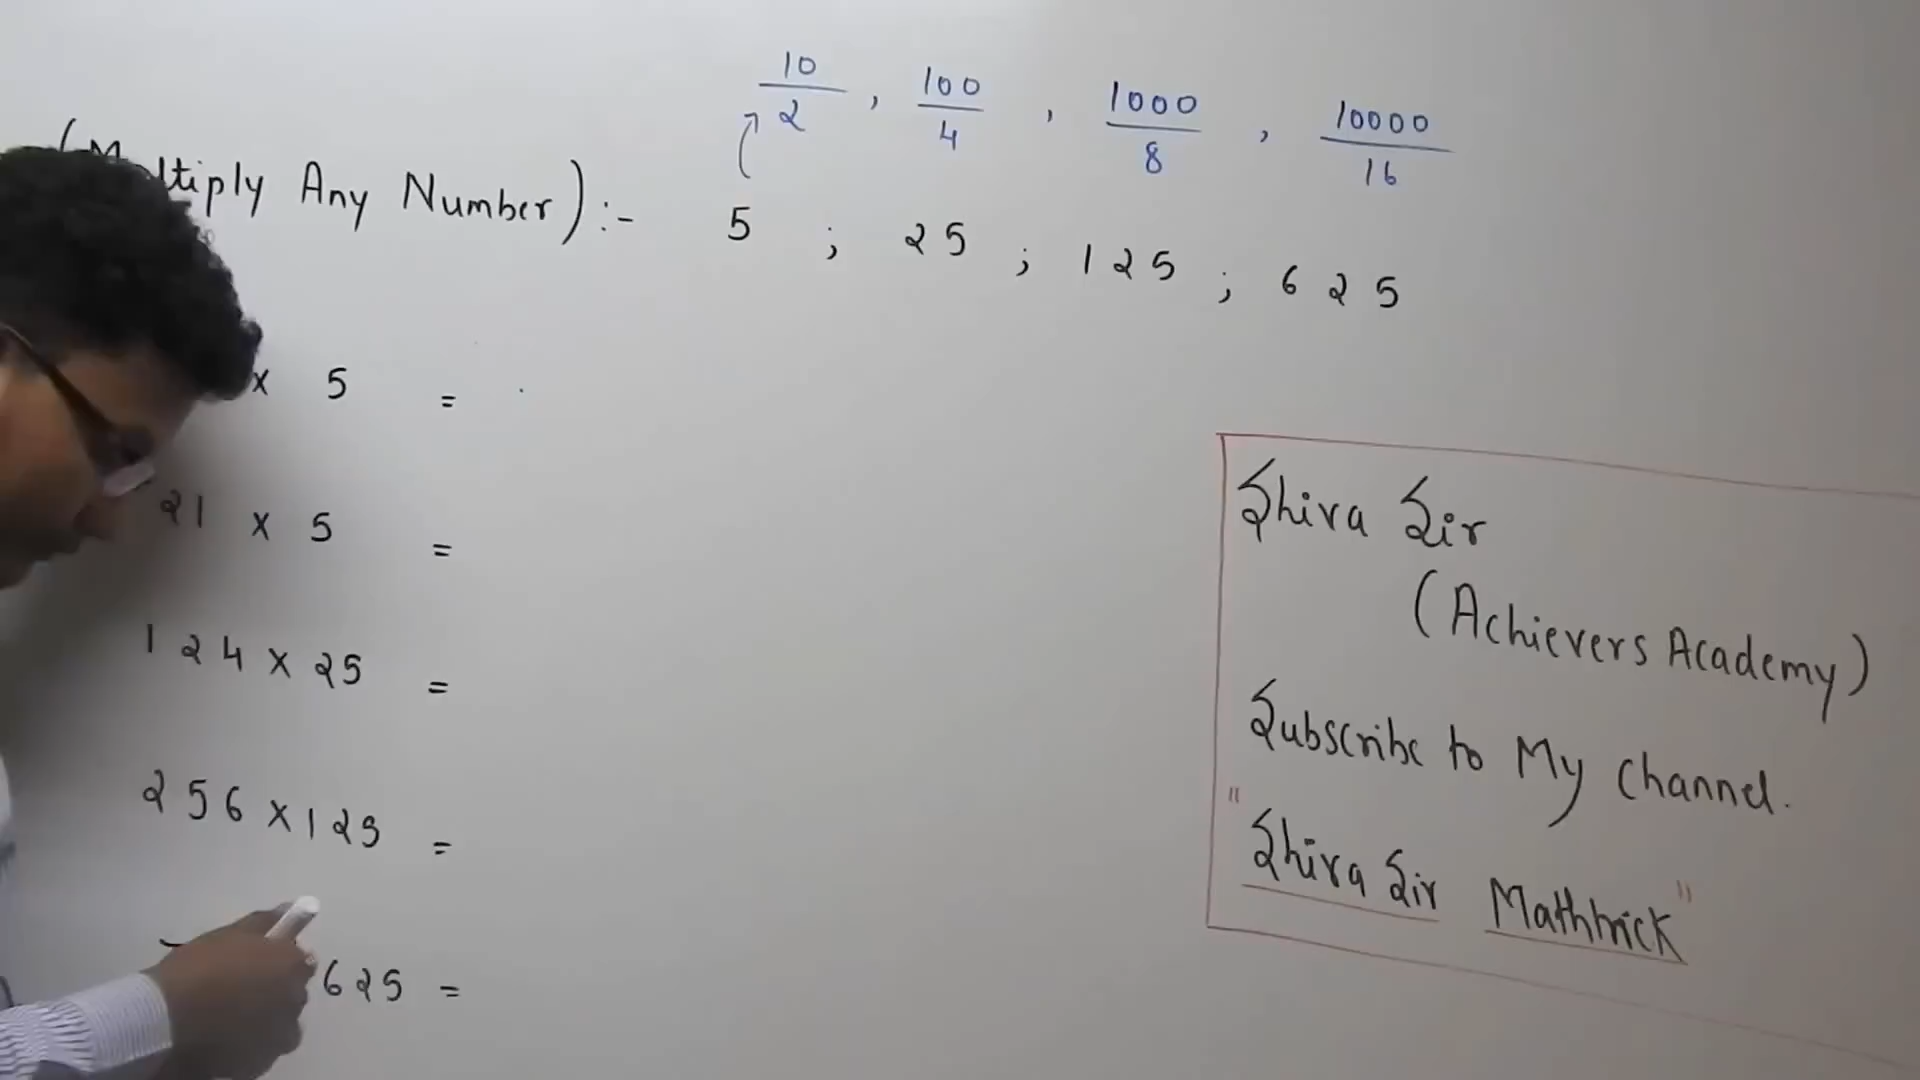 10/2 , 100/4 , 1000/8 , 10000/16
Any Number) :- 5 ; 25 ; 125 ; 625
x 5 =
21 x 5 =
124 x 25 =
256 x 125 =
625 =
Shiva Sir
(Achievers Academy)
Subscribe to My Channel.
"Shiva Sir Mathtrick"